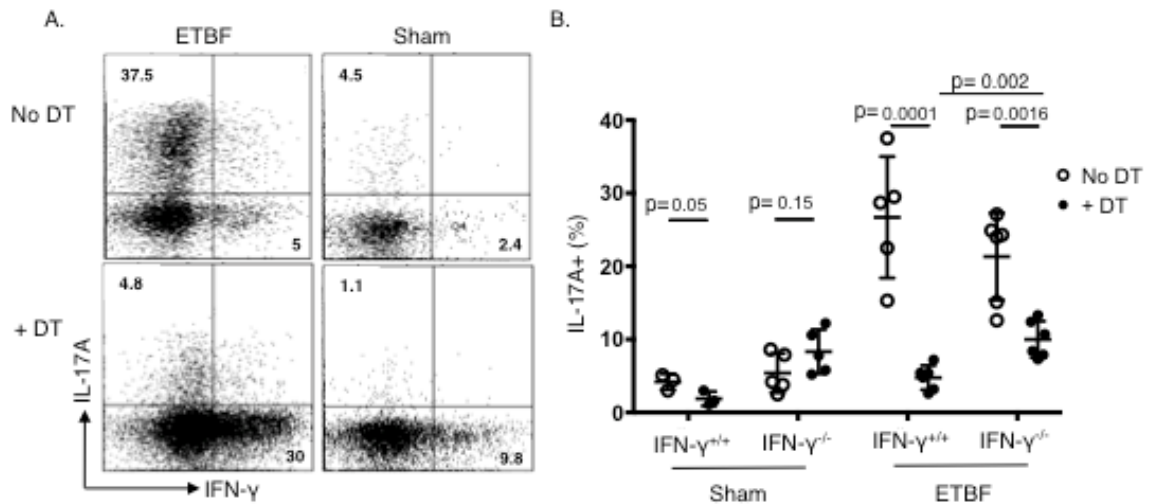 A.
ETBF
Sham
No DT
37.5
5
4.5
2.4
+ DT
4.8
30
1.1
9.8
IL-17A
IFN-γ
B.
p= 0.002
p= 0.0001
p= 0.0016
p= 0.05
p= 0.15
No DT
+ DT
IL-17A+ (%)
40
30
20
10
0
IFN-γ+/+
IFN-γ-/-
IFN-γ+/+
IFN-γ-/-
Sham
ETBF